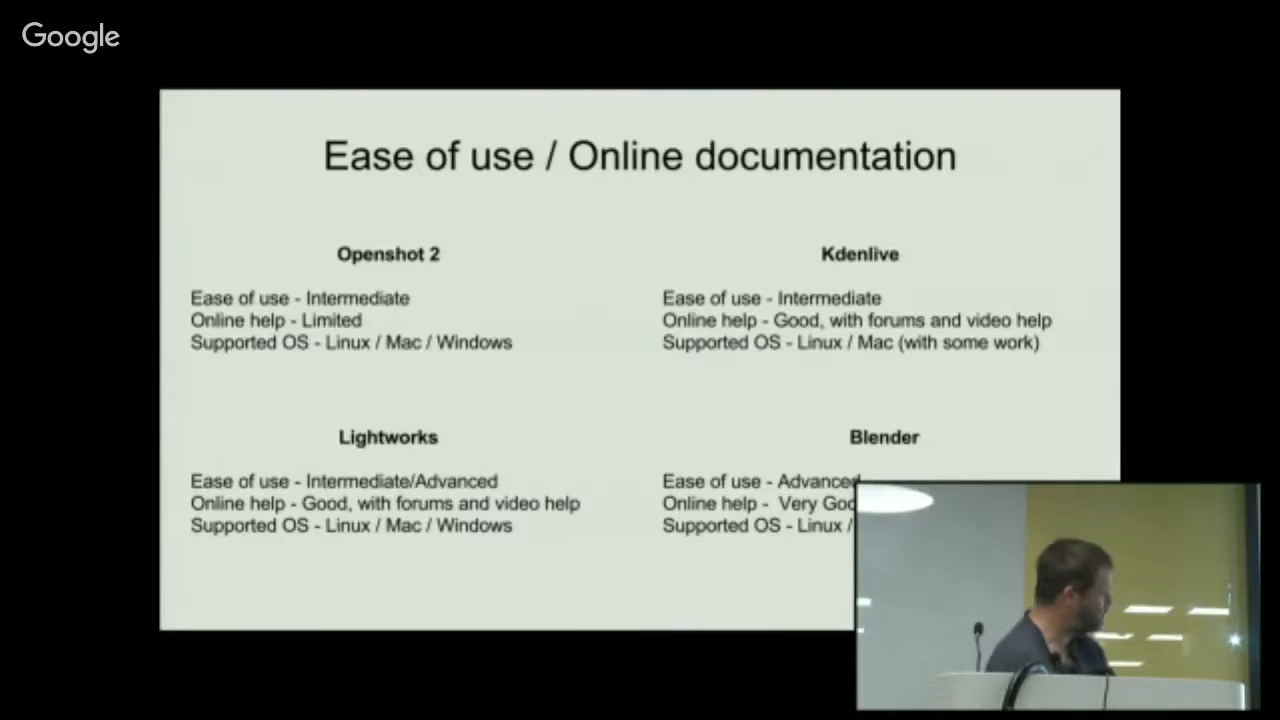 Google
Ease of use / Online documentation
Openshot 2
Ease of use - Intermediate
Online help - Limited
Supported OS - Linux / Mac / Windows
Kdenlive
Ease of use - Intermediate
Online help - Good, with forums and video help
Supported OS - Linux / Mac (with some work)
Lightworks
Ease of use - Intermediate/Advanced
Online help - Good, with forums and video help
Supported OS - Linux / Mac / Windows
Blender
Ease of use - Advanced
Online help - Very
Supported OS - Linux /